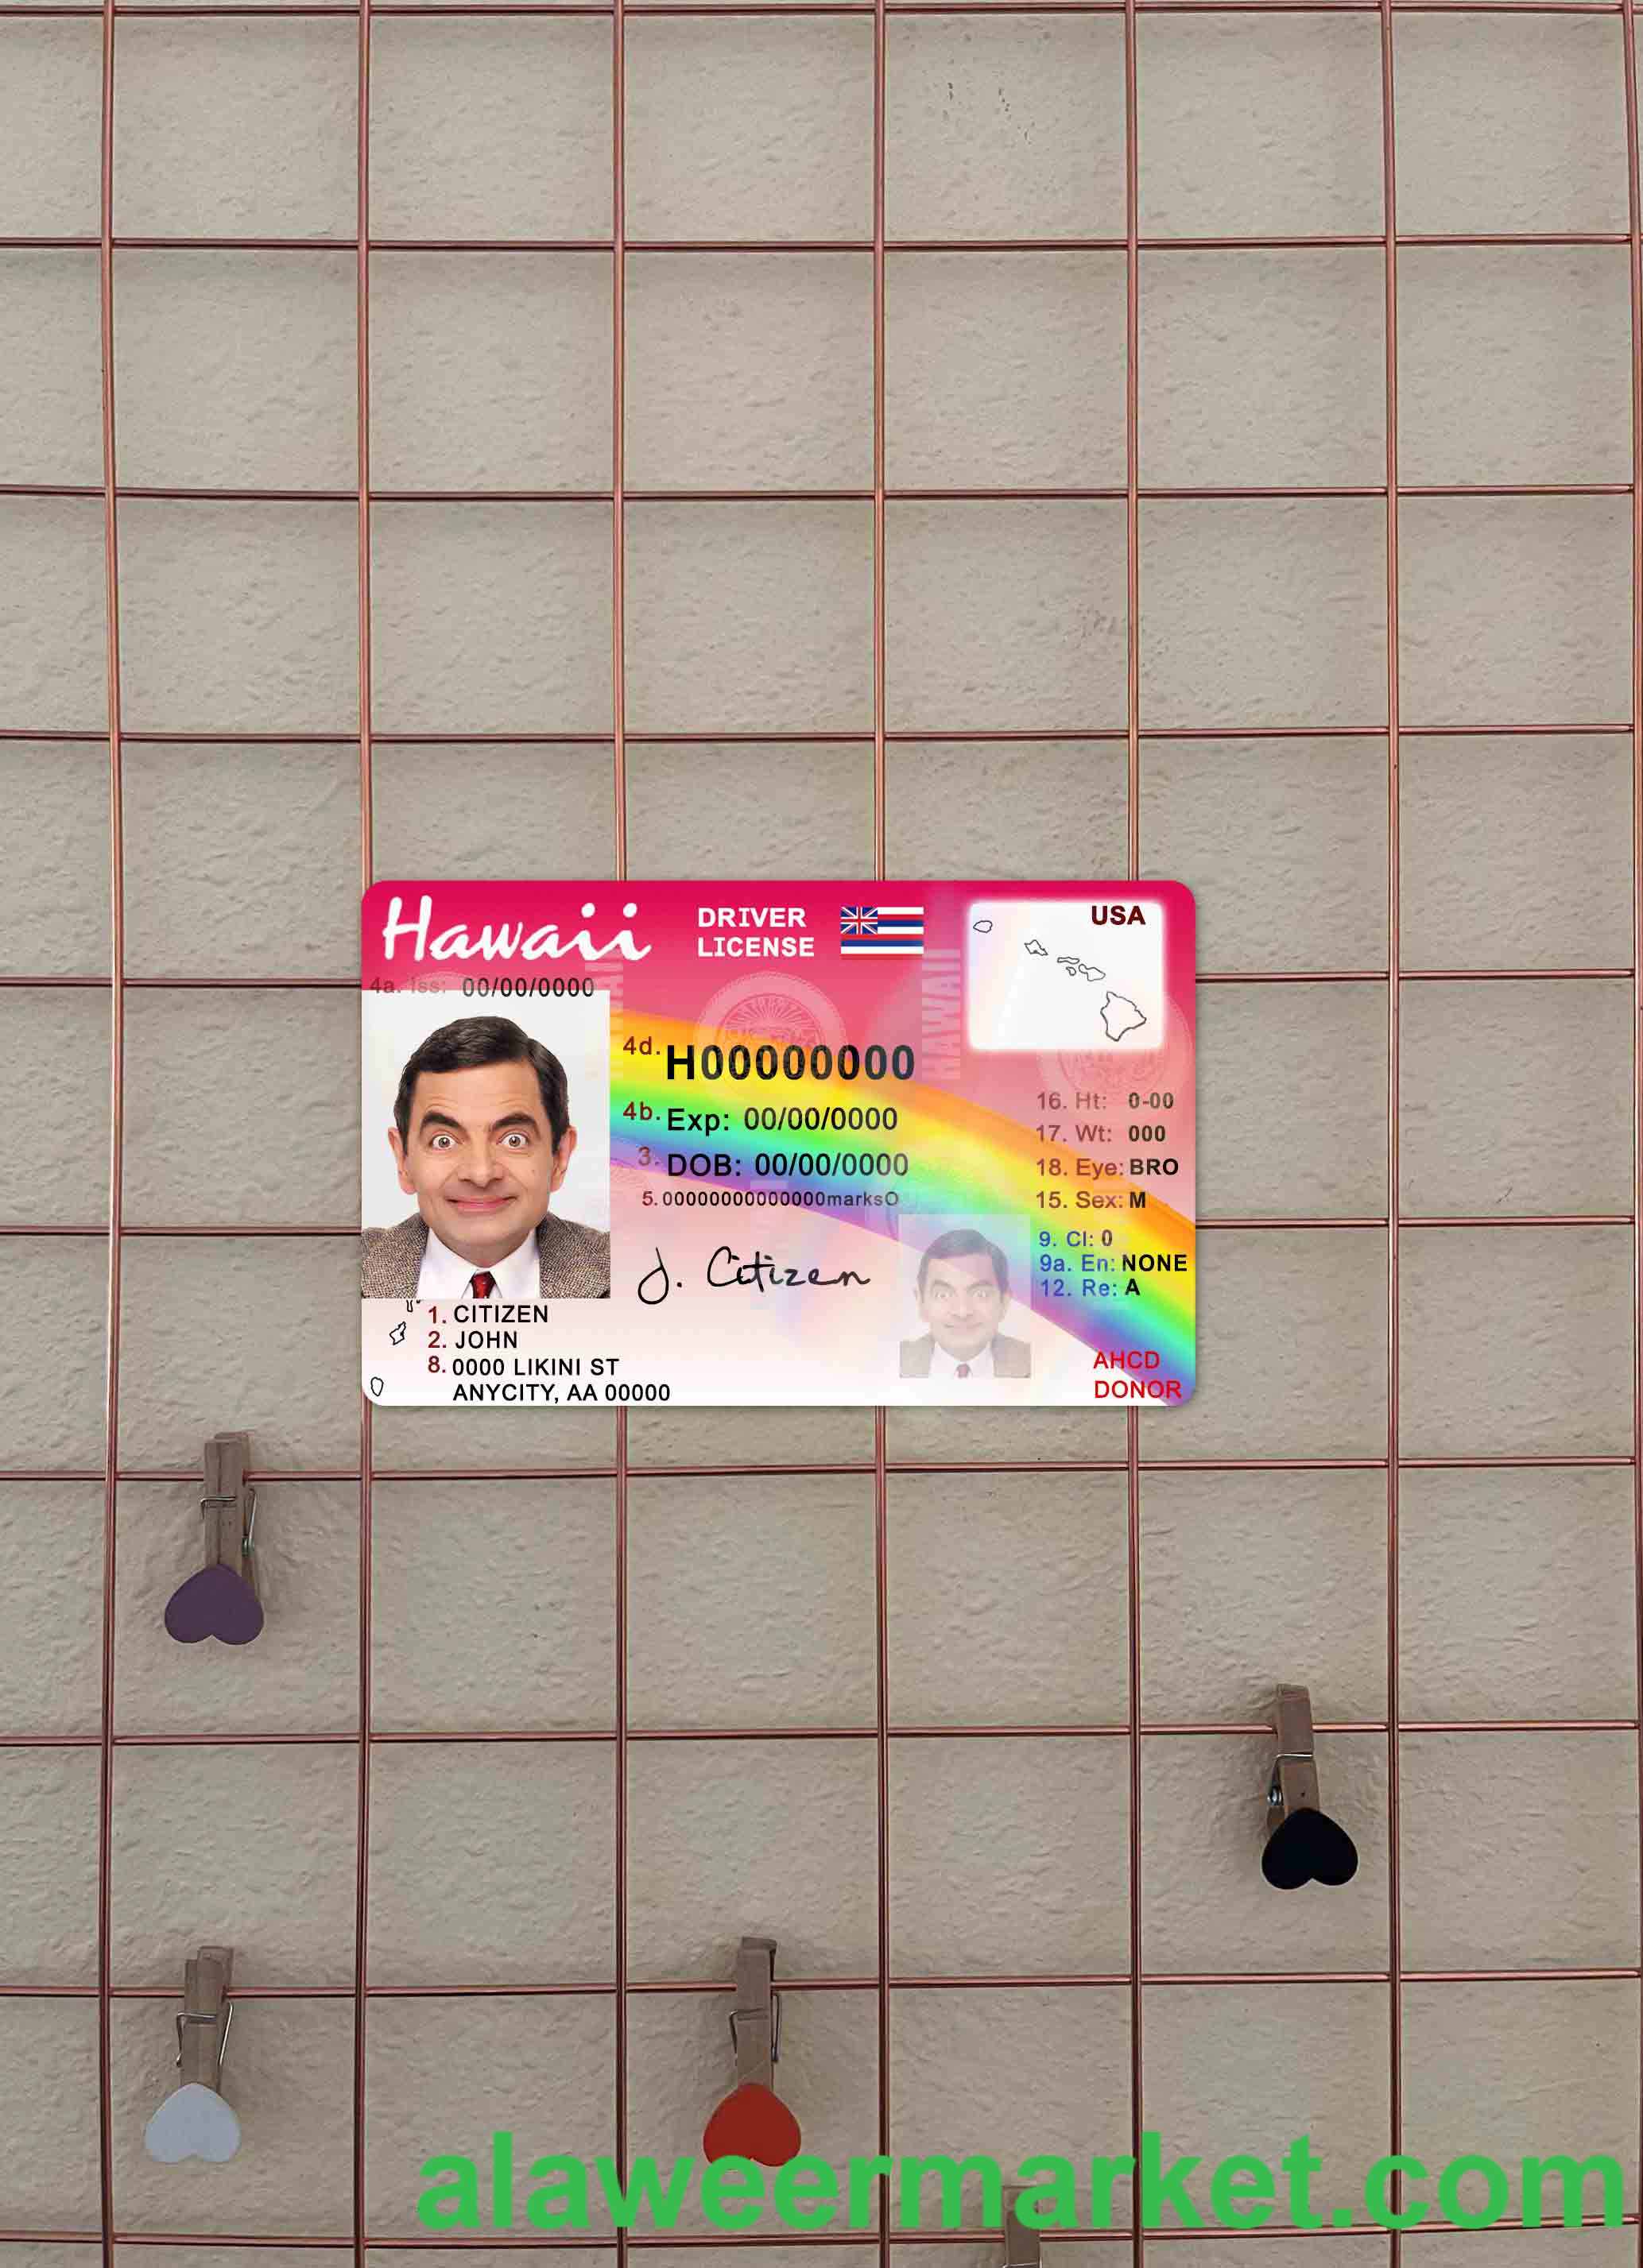 Hawaii
DRIVER LICENSE
USA
4a. Iss: 00/00/0000
4d. H00000000
4b. Exp: 00/00/0000
3. DOB: 00/00/0000
5. 00000000000000marksO
16. Ht: 0-00
17. Wt: 000
18. Eye: BRO
15. Sex: M
9. Cl: 0
9a. En: NONE
12. Re: A
J. Citizen
1. CITIZEN
2. JOHN
8. 0000 LIKINI ST
ANYCITY, AA 00000
AHCD
DONOR
HAWAII
alaweermarket.com